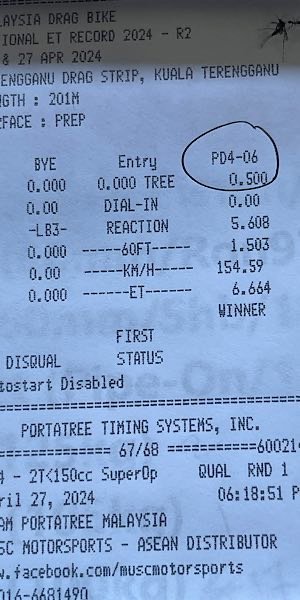 LAYSIA DRAG BIKE
IONAL ET RECORD 2024 - R2
& 27 APR 2024
ENGGANU DRAG STRIP, KUALA TERENGGANU
NGTH : 201M
FACE : PREP
BYE Entry PD4-06
0.000 0.000 TREE 0.500
0.00 DIAL-IN 0.00
-LB3- REACTION 5.608
0.000 -----60FT----- 1.503
0.00 ------KM/H----- 154.59
0.000 ------ET------ 6.664
WINNER
FIRST
DISQUAL STATUS
tostart Disabled
PORTATREE TIMING SYSTEMS, INC.
============ 67/68 ===========60021
4 - 2T<150cc SuperOp QUAL RND 1
ril 27, 2024 06:18:51 P
AM PORTATREE MALAYSIA
SC MOTORSPORTS - ASEAN DISTRIBUTOR
w.facebook.com/muscmotorsports
016-6681490